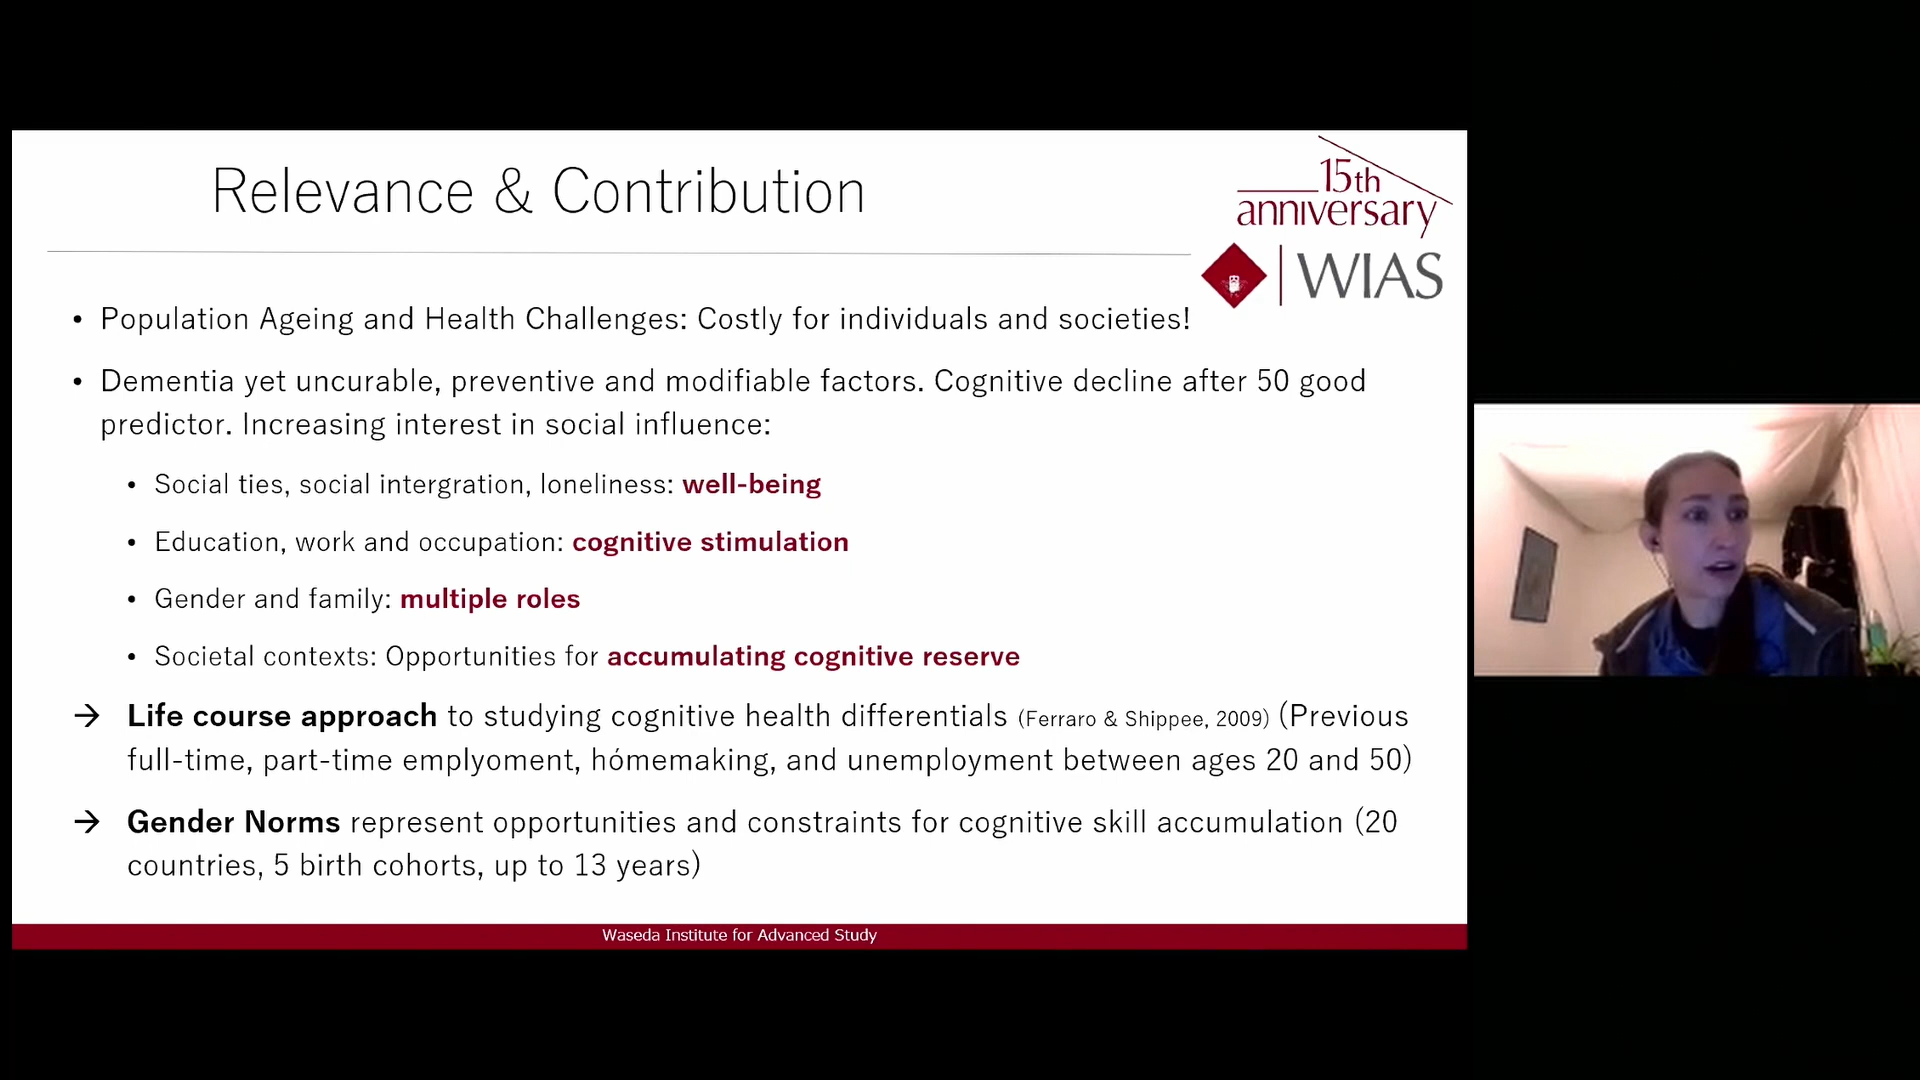 Relevance & Contribution
15th
anniversary
WIAS
• Population Ageing and Health Challenges: Costly for individuals and societies!
• Dementia yet uncurable, preventive and modifiable factors. Cognitive decline after 50 good
predictor. Increasing interest in social influence:
• Social ties, social intergration, loneliness: well-being
• Education, work and occupation: cognitive stimulation
• Gender and family: multiple roles
• Societal contexts: Opportunities for accumulating cognitive reserve
→ Life course approach to studying cognitive health differentials (Ferraro & Shippee, 2009) (Previous
full-time, part-time emplyoment, hómemaking, and unemployment between ages 20 and 50)
→ Gender Norms represent opportunities and constraints for cognitive skill accumulation (20
countries, 5 birth cohorts, up to 13 years)
Waseda Institute for Advanced Study